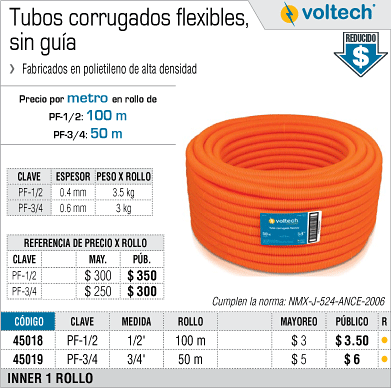 Tubos corrugados flexibles,
sin guía
voltech®
REDUCIDO
$
Fabricados en polietileno de alta densidad
Precio por metro en rollo de
PF-1/2: 100 m
PF-3/4: 50 m
CLAVE ESPESOR PESO X ROLLO
PF-1/2 0.4 mm 3.5 kg
PF-3/4 0.6 mm 3 kg
voltech
REFERENCIA DE PRECIO X ROLLO
CLAVE MAY. PÚB.
PF-1/2 $ 300 $ 350
PF-3/4 $ 250 $ 300
Cumplen la norma: NMX-J-524-ANCE-2006
CÓDIGO CLAVE MEDIDA ROLLO MAYOREO PÚBLICO R
45018 PF-1/2 1/2' 100 m $ 3 $ 3.50
45019 PF-3/4 3/4' 50 m $ 5 $ 6
INNER 1 ROLLO